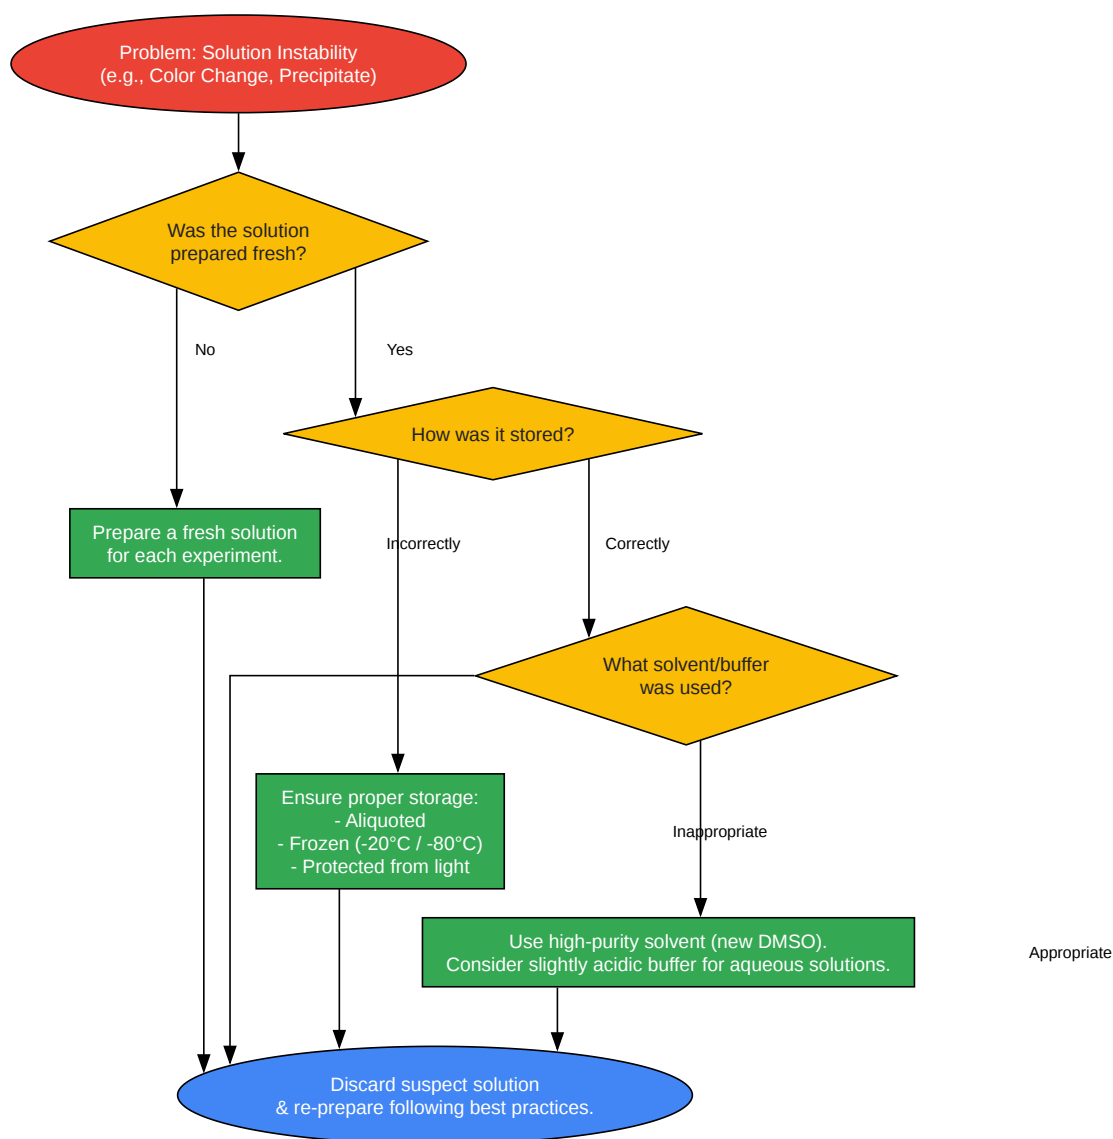 Problem: Solution Instability
(e.g., Color Change, Precipitate)
Was the solution
prepared fresh?
No
Yes
How was it stored?
Prepare a fresh solution
for each experiment.
Incorrectly
Correctly
What solvent/buffer
was used?
Ensure proper storage:
- Aliquoted
- Frozen (-20°C / -80°C)
- Protected from light
Inappropriate
Use high-purity solvent (new DMSO).
Consider slightly acidic buffer for aqueous solutions.
Appropriate
Discard suspect solution
& re-prepare following best practices.